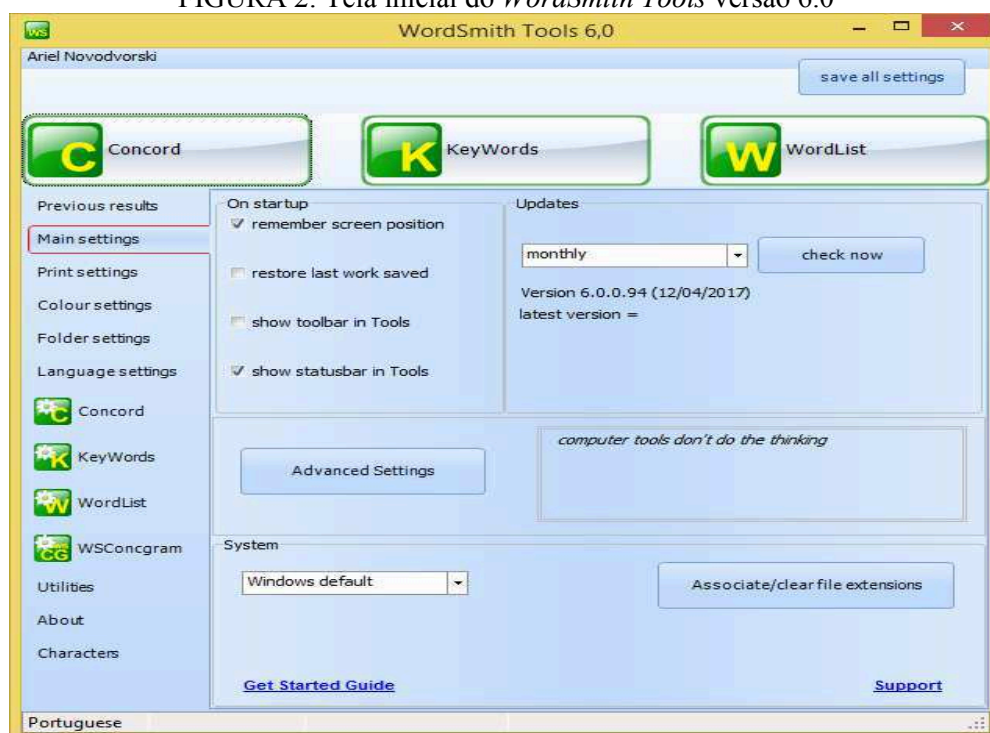 FIGURA 2: Tela inicial do WordSmith Tools versão 6.0
WS
WordSmith Tools 6,0
Ariel Novodvorski
save all settings
C Concord
K KeyWords
W WordList
Previous results
Main settings
Print settings
Colour settings
Folder settings
Language settings
C Concord
K KeyWords
W WordList
CG WSConcgram
Utilities
About
Characters
On startup
remember screen position
restore last work saved
show toolbar in Tools
show statusbar in Tools
Updates
monthly
check now
Version 6.0.0.94 (12/04/2017)
latest version =
Advanced Settings
computer tools don't do the thinking
System
Windows default
Associate/clear file extensions
Get Started Guide
Support
Portuguese